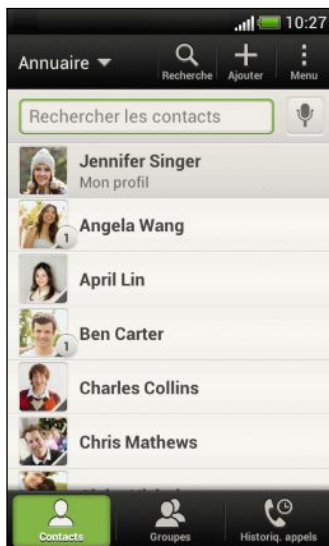 10:27
Annuaire
Recherche
Ajouter
Menu
Rechercher les contacts
Jennifer Singer
Mon profil
Angela Wang
1
April Lin
Ben Carter
1
Charles Collins
Chris Mathews
Contacts
Groupes
Historiq. appels